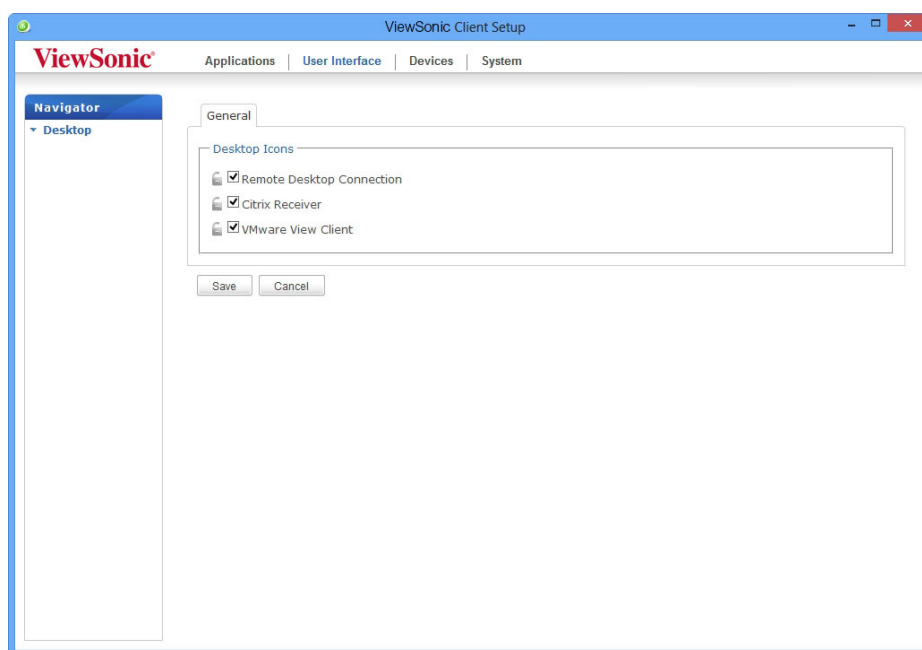 ViewSonic Client Setup
ViewSonic®
Applications | User Interface | Devices | System
Navigator
Desktop
General
Desktop Icons
Remote Desktop Connection
Citrix Receiver
VMware View Client
Save Cancel